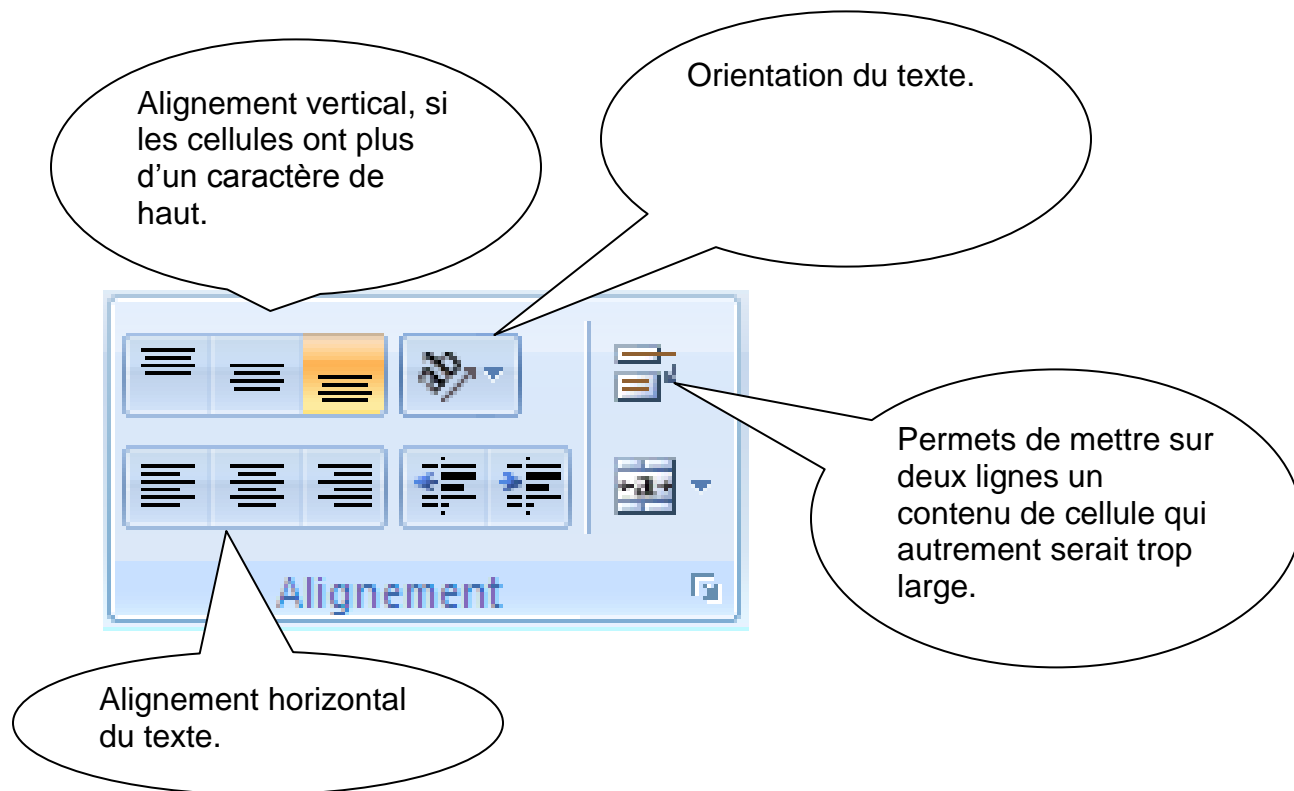 Alignement vertical, si
les cellules ont plus
d’un caractère de
haut.
Orientation du texte.
ab
Permets de mettre sur
deux lignes un
contenu de cellule qui
autrement serait trop
large.
a
Alignement
Alignement horizontal
du texte.